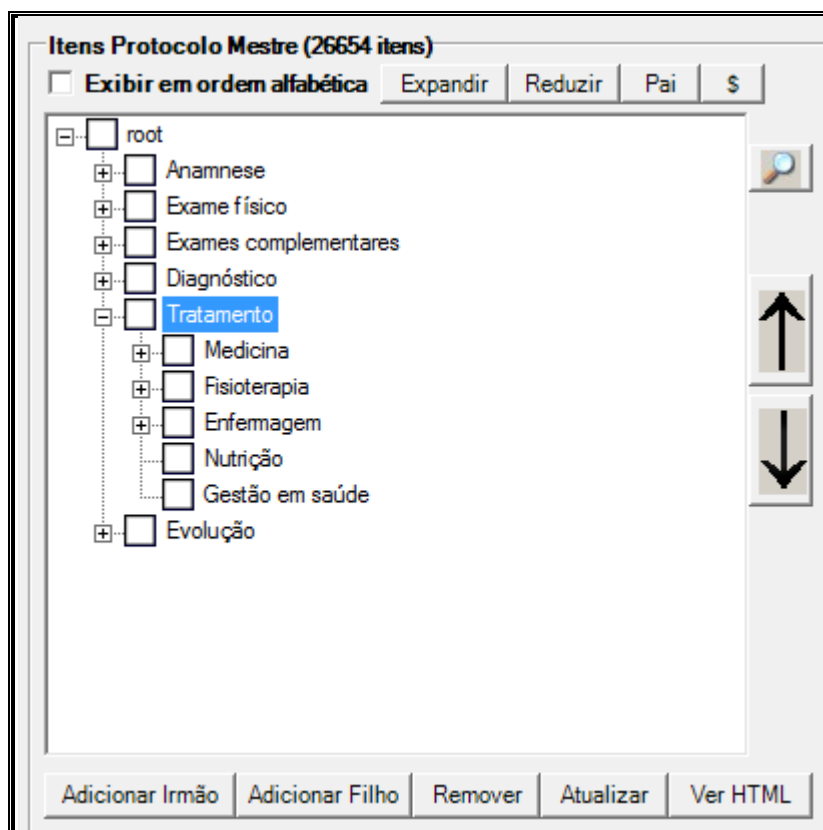 Itens Protocolo Mestre (26654 itens)
Exibir em ordem alfabética Expandir Reduzir Pai $
root
Anamnese
Exame físico
Exames complementares
Diagnóstico
Tratamento
Medicina
Fisioterapia
Enfermagem
Nutrição
Gestão em saúde
Evolução
Adicionar Irmão Adicionar Filho Remover Atualizar Ver HTML